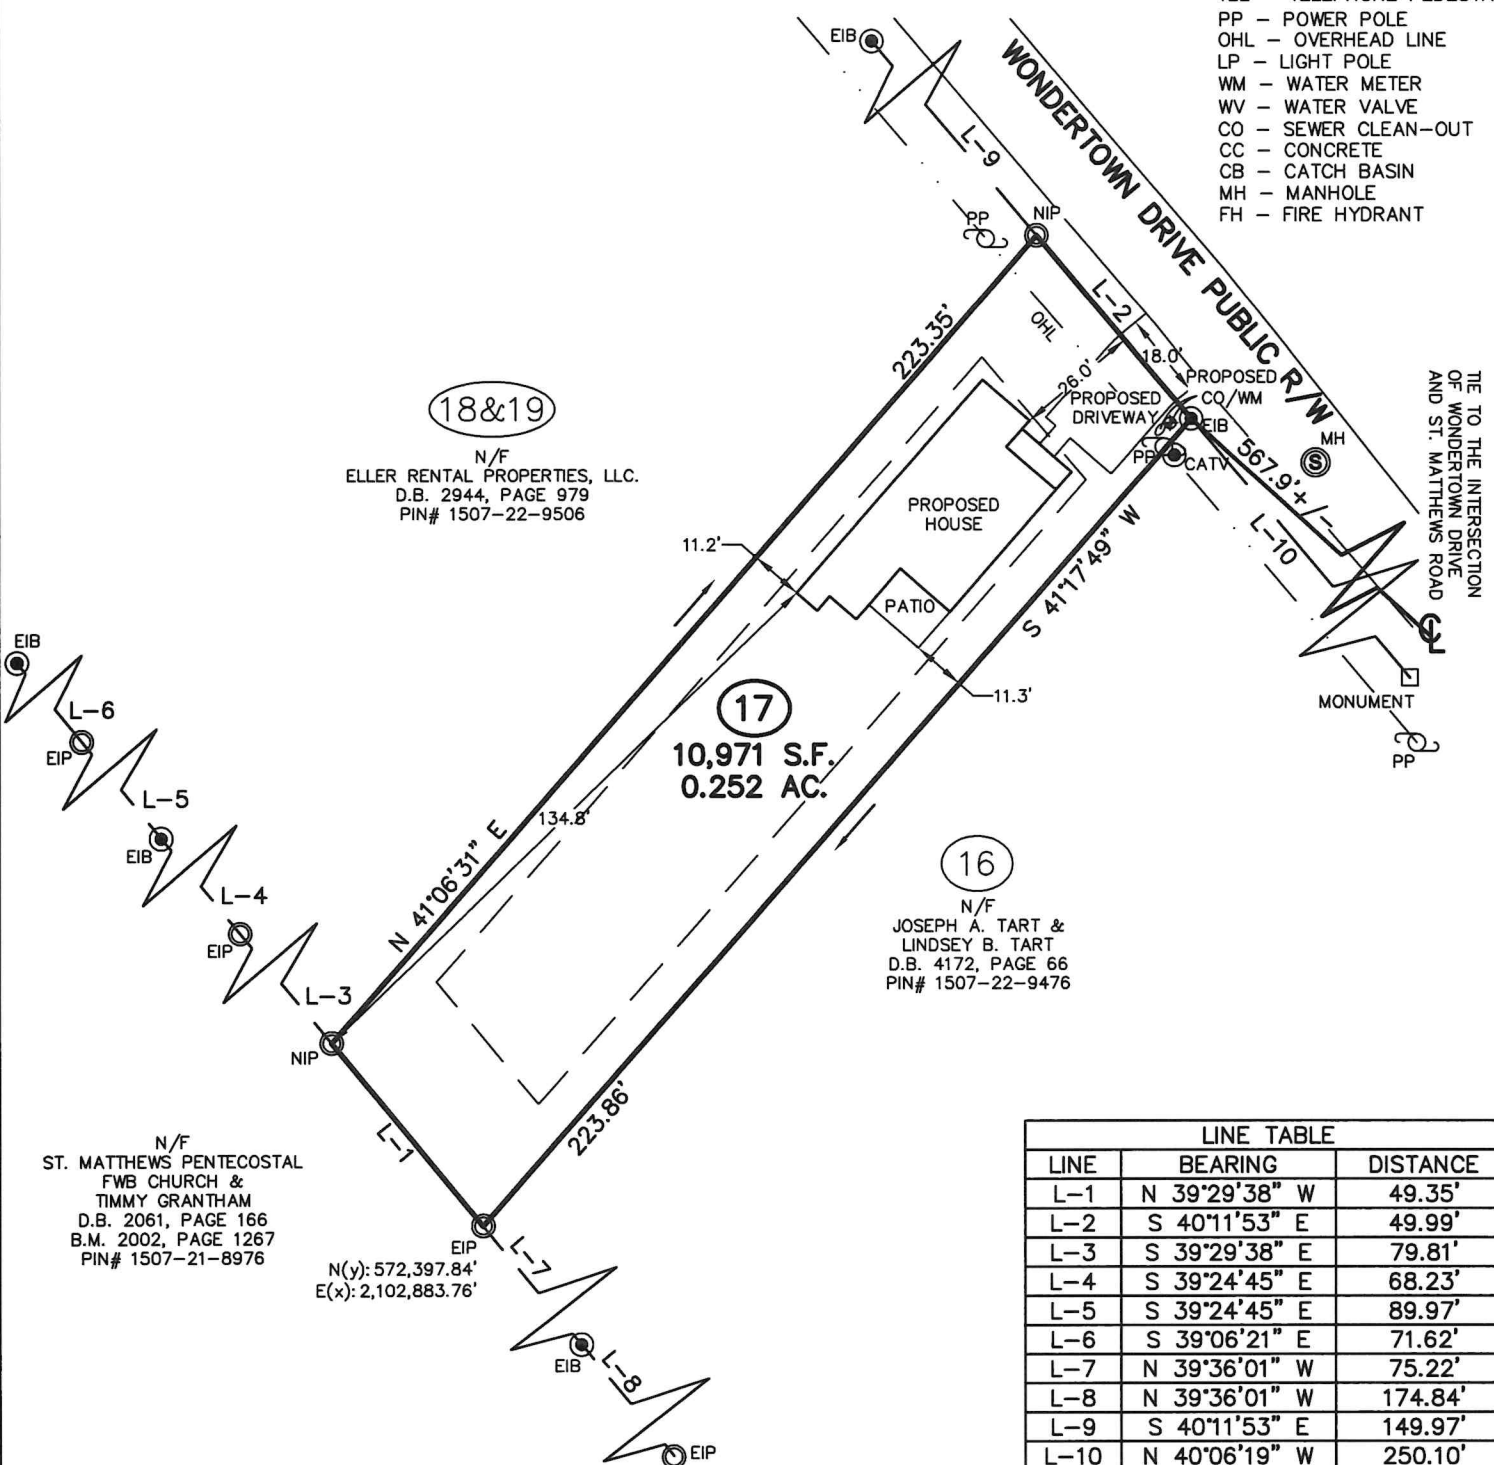 PP - POWER POLE
OHL - OVERHEAD LINE
LP - LIGHT POLE
WM - WATER METER
WV - WATER VALVE
CO - SEWER CLEAN-OUT
CC - CONCRETE
CB - CATCH BASIN
MH - MANHOLE
FH - FIRE HYDRANT
EIB
L-9
WONDERTOWN DRIVE PUBLIC R/W
PP
NIP
L-2
OHL
223.35'
26.0'
18.0'
PROPOSED
CO/WM
PROPOSED
DRIVEWAY
EIB
PP
CATV
MH
S
567.9'+/-
L-10
TIE TO THE INTERSECTION
OF WONDERTOWN DRIVE
AND ST. MATTHEWS ROAD
CL
MONUMENT
PP
18&19
N/F
ELLER RENTAL PROPERTIES, LLC.
D.B. 2944, PAGE 979
PIN# 1507-22-9506
PROPOSED
HOUSE
11.2'
PATIO
S 41°17'49" W
11.3'
17
10,971 S.F.
0.252 AC.
134.8'
N 41°06'31" E
EIB
L-6
EIP
L-5
EIB
L-4
EIP
L-3
NIP
16
N/F
JOSEPH A. TART &
LINDSEY B. TART
D.B. 4172, PAGE 66
PIN# 1507-22-9476
L-1
223.86'
N/F
ST. MATTHEWS PENTECOSTAL
FWB CHURCH &
TIMMY GRANTHAM
D.B. 2061, PAGE 166
B.M. 2002, PAGE 1267
PIN# 1507-21-8976
EIP
N(y): 572,397.84'
E(x): 2,102,883.76'
L-7
EIB
L-8
EIP
LINE TABLE
LINE BEARING DISTANCE
L-1 N 39°29'38" W 49.35'
L-2 S 40°11'53" E 49.99'
L-3 S 39°29'38" E 79.81'
L-4 S 39°24'45" E 68.23'
L-5 S 39°24'45" E 89.97'
L-6 S 39°06'21" E 71.62'
L-7 N 39°36'01" W 75.22'
L-8 N 39°36'01" W 174.84'
L-9 S 40°11'53" E 149.97'
L-10 N 40°06'19" W 250.10'